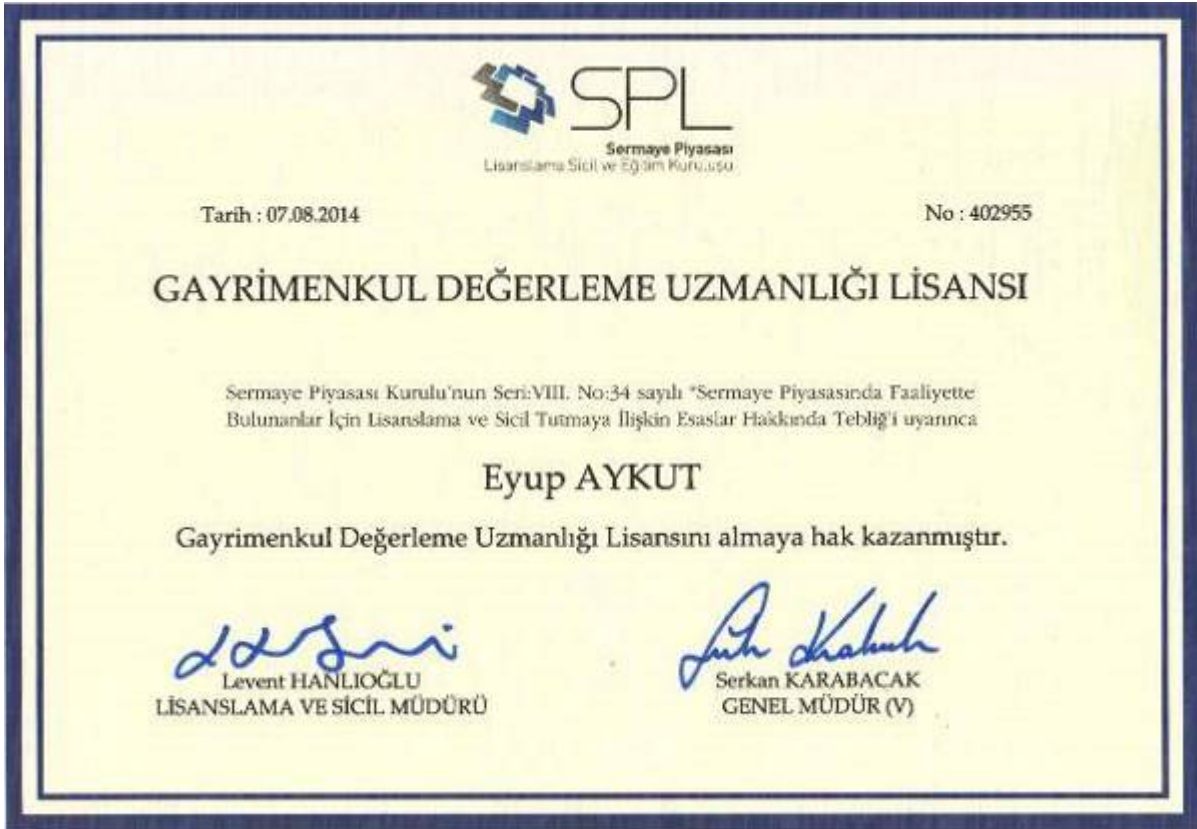 SPL
Sermaye Piyasası
Lisanslama Sicil ve Eğitim Kuruluşu
Tarih : 07.08.2014
No : 402955
GAYRİMENKUL DEĞERLEME UZMANLIĞI LİSANSI
Sermaye Piyasası Kurulu'nun Seri:VIII. No:34 sayılı "Sermaye Piyasasında Faaliyette
Bulunanlar İçin Lisanslama ve Sicil Tutmaya İlişkin Esaslar Hakkında Tebliğ'i uyarınca
Eyup AYKUT
Gayrimenkul Değerleme Uzmanlığı Lisansını almaya hak kazanmıştır.
Levent HANLIOĞLU
LİSANSLAMA VE SİCİL MÜDÜRÜ
Serkan KARABACAK
GENEL MÜDÜR (V)